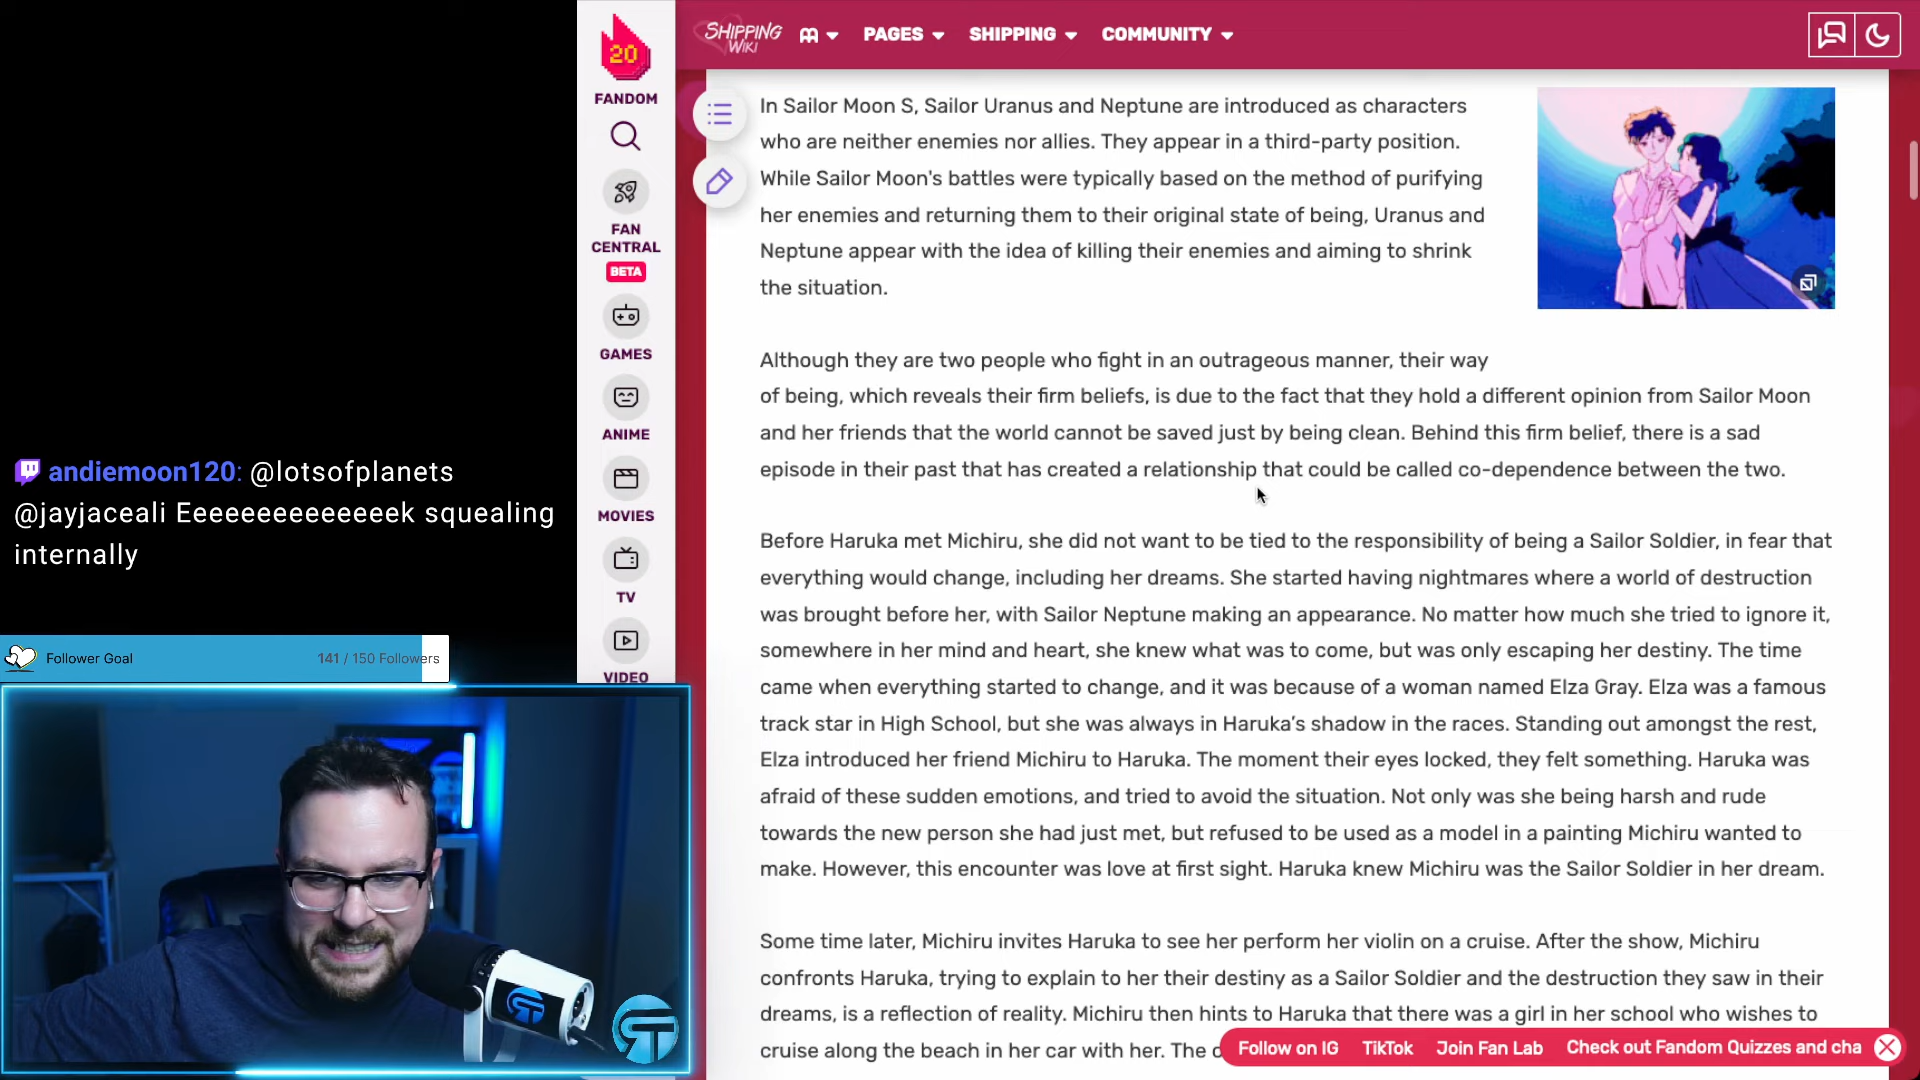 20
FANDOM
FAN
CENTRAL
BETA
GAMES
ANIME
MOVIES
TV
VIDEO
SHIPPING
WIKI
PAGES
SHIPPING
COMMUNITY
In Sailor Moon S, Sailor Uranus and Neptune are introduced as characters
who are neither enemies nor allies. They appear in a third-party position.
While Sailor Moon's battles were typically based on the method of purifying
her enemies and returning them to their original state of being, Uranus and
Neptune appear with the idea of killing their enemies and aiming to shrink
the situation.
Although they are two people who fight in an outrageous manner, their way
of being, which reveals their firm beliefs, is due to the fact that they hold a different opinion from Sailor Moon
and her friends that the world cannot be saved just by being clean. Behind this firm belief, there is a sad
episode in their past that has created a relationship that could be called co-dependence between the two.
Before Haruka met Michiru, she did not want to be tied to the responsibility of being a Sailor Soldier, in fear that
everything would change, including her dreams. She started having nightmares where a world of destruction
was brought before her, with Sailor Neptune making an appearance. No matter how much she tried to ignore it,
somewhere in her mind and heart, she knew what was to come, but was only escaping her destiny. The time
came when everything started to change, and it was because of a woman named Elza Gray. Elza was a famous
track star in High School, but she was always in Haruka's shadow in the races. Standing out amongst the rest,
Elza introduced her friend Michiru to Haruka. The moment their eyes locked, they felt something. Haruka was
afraid of these sudden emotions, and tried to avoid the situation. Not only was she being harsh and rude
towards the new person she had just met, but refused to be used as a model in a painting Michiru wanted to
make. However, this encounter was love at first sight. Haruka knew Michiru was the Sailor Soldier in her dream.
Some time later, Michiru invites Haruka to see her perform her violin on a cruise. After the show, Michiru
confronts Haruka, trying to explain to her their destiny as a Sailor Soldier and the destruction they saw in their
dreams, is a reflection of reality. Michiru then hints to Haruka that there was a girl in her school who wishes to
cruise along the beach in her car with her. The
Follow on IG TikTok Join Fan Lab Check out Fandom Quizzes and cha
andiemoon120: @lotsofplanets
@jayjaceali Eeeeeeeeeeeeeek squealing
internally
Follower Goal 141 / 150 Followers